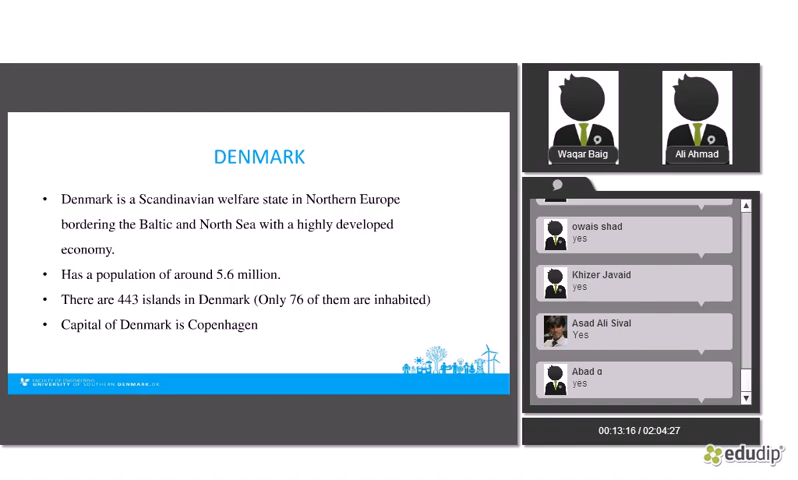 DENMARK
• Denmark is a Scandinavian welfare state in Northern Europe
bordering the Baltic and North Sea with a highly developed
economy.
• Has a population of around 5.6 million.
• There are 443 islands in Denmark (Only 76 of them are inhabited)
• Capital of Denmark is Copenhagen
FACULTY OF ENGINEERING
UNIVERSITY OF SOUTHERN DENMARK.DK
Waqar Baig
Ali Ahmad
owais shad
yes
Khizer Javaid
yes
Asad Ali Sival
Yes
Abad g
yes
00:13:16 / 02:04:27
edudip